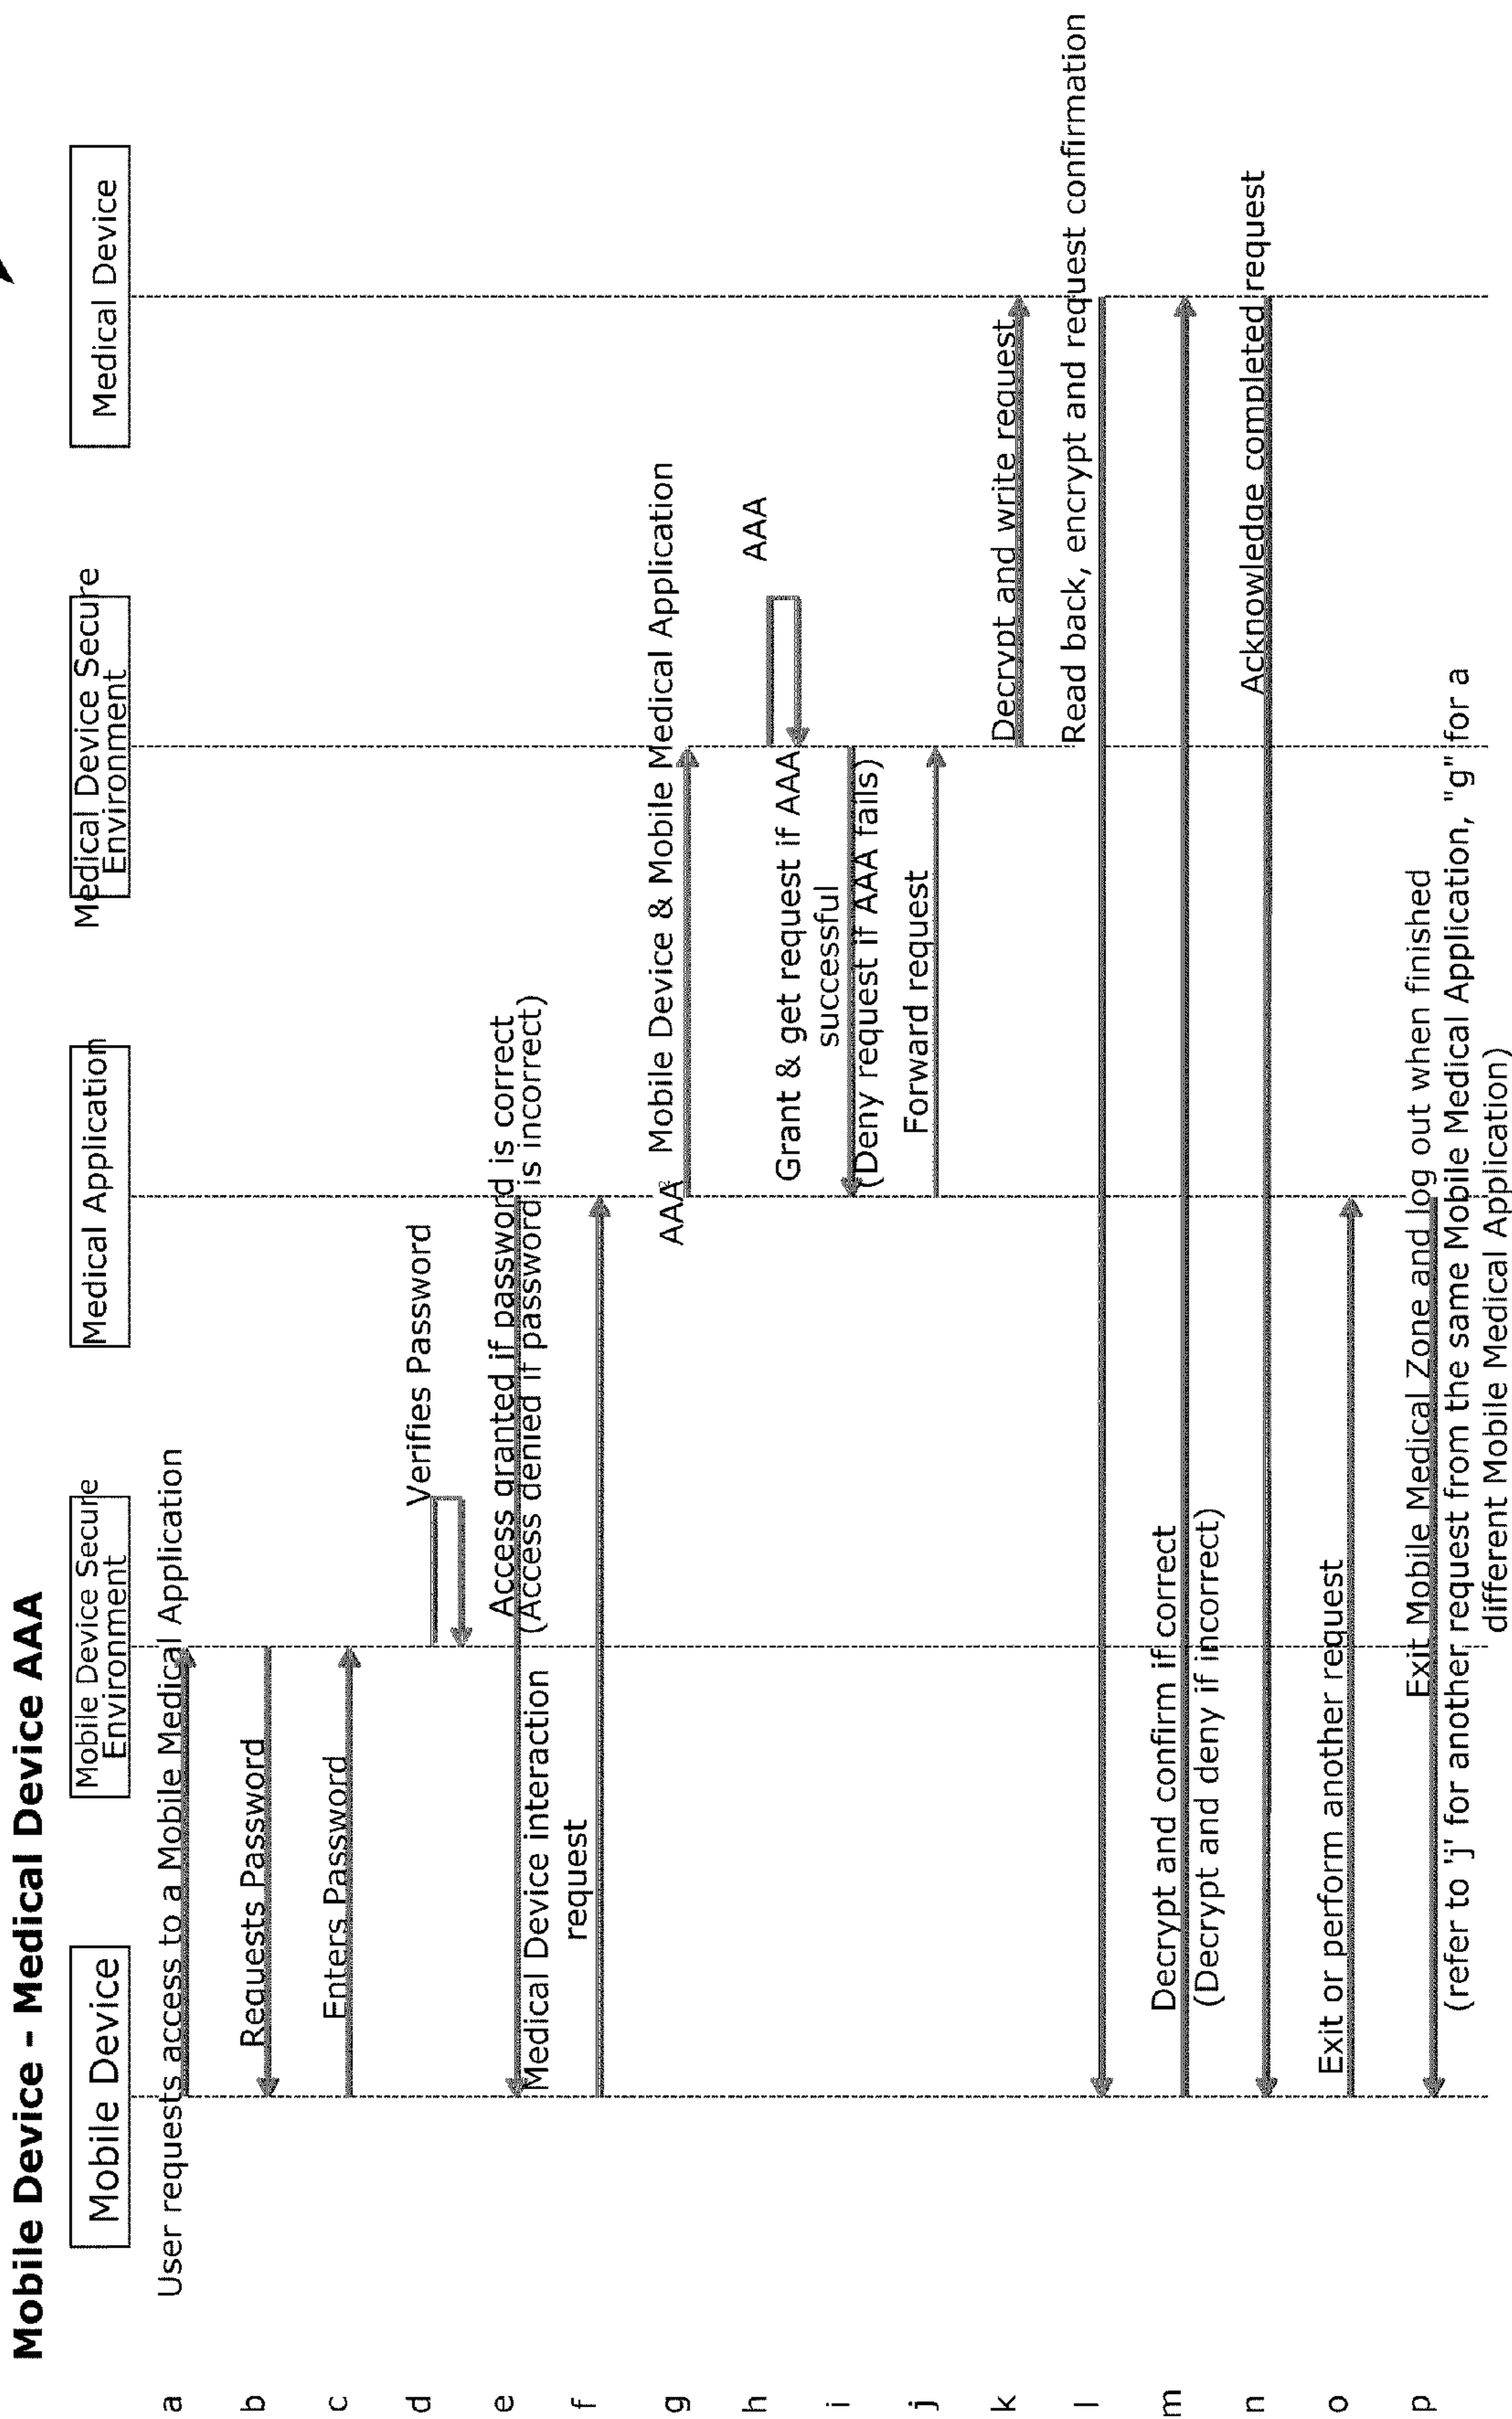 Mobile Device - Medical Device AAA
Mobile Device
Mobile Device Secure
Environment
Medical Application
Medical Device Secure
Environment
Medical Device
a
User requests access to a Mobile Medical Application
b
Requests Password
c
Enters Password
d
Verifies Password
e
Access granted if password is correct
(Access denied if password is incorrect)
f
Medical Device interaction
request
g
AAA² Mobile Device & Mobile Medical Application
h
AAA
i
Grant & get request if AAA
successful
(Deny request if AAA fails)
j
Forward request
k
Decrypt and write request
l
Read back, encrypt and request confirmation
m
Decrypt and confirm if correct
(Decrypt and deny if incorrect)
n
Acknowledge completed request
o
Exit or perform another request
p
Exit Mobile Medical Zone and log out when finished
(refer to 'j' for another request from the same Mobile Medical Application, "g" for a
different Mobile Medical Application)